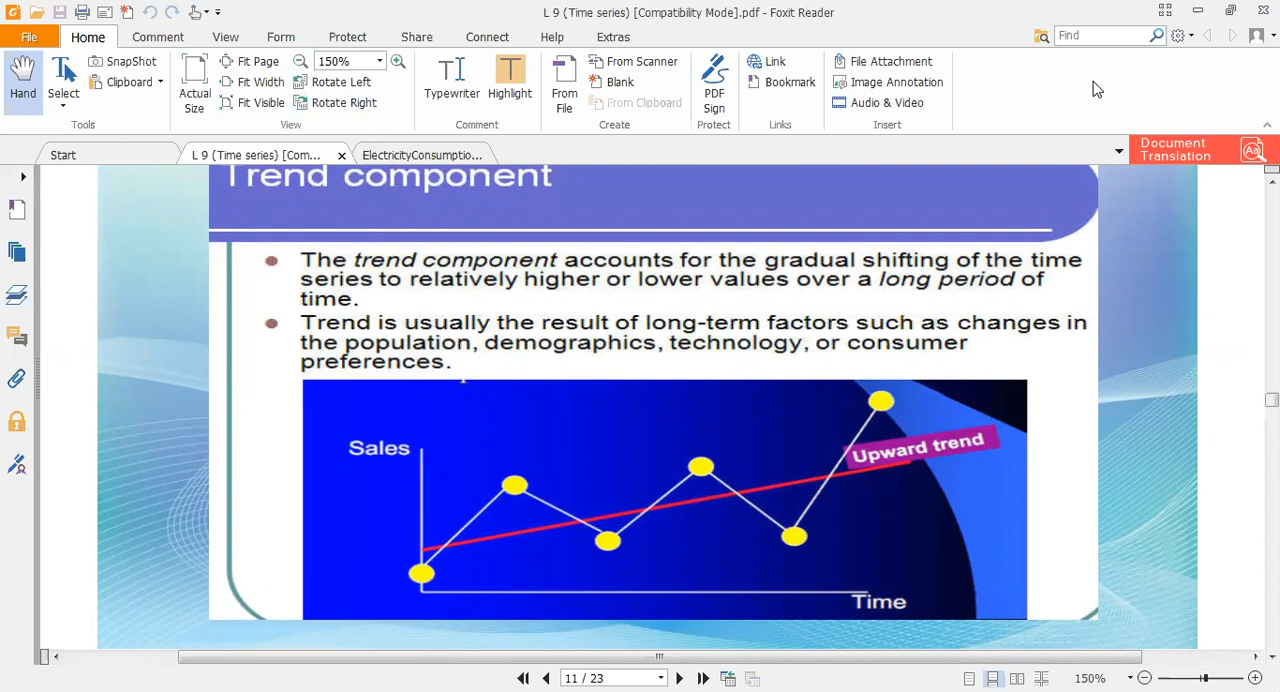 L 9 (Time series) [Compatibility Mode].pdf - Foxit Reader
File Home Comment View Form Protect Share Connect Help Extras Find
Hand
Select
SnapShot
Clipboard
Tools
Actual
Size
Fit Page
Fit Width
Fit Visible
150%
Rotate Left
Rotate Right
View
Typewriter
Highlight
Comment
From
File
From Scanner
Blank
From Clipboard
Create
PDF
Sign
Protect
Link
Bookmark
Links
File Attachment
Image Annotation
Audio & Video
Insert
Start
L 9 (Time series) [Com...
ElectricityConsumptio...
Document
Translation
Trend component
The trend component accounts for the gradual shifting of the time
series to relatively higher or lower values over a long period of
time.
Trend is usually the result of long-term factors such as changes in
the population, demographics, technology, or consumer
preferences.
Sales
Upward trend
Time
11 / 23
150%